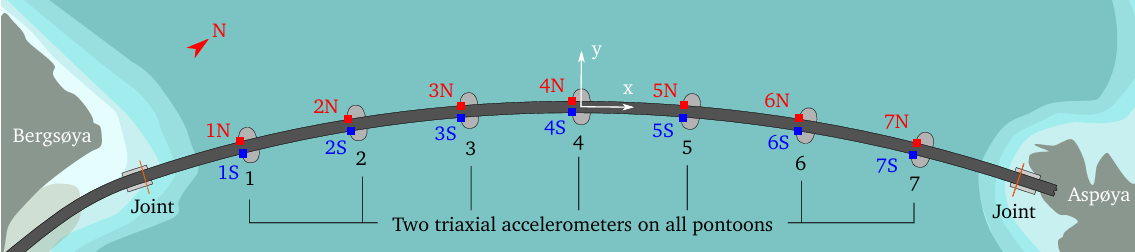 N
y
x
1N
2N
3N
4N
5N
6N
7N
1S
2S
3S
4S
5S
6S
7S
1
2
3
4
5
6
7
Bergsøya
Aspøya
Joint
Joint
Two triaxial accelerometers on all pontoons